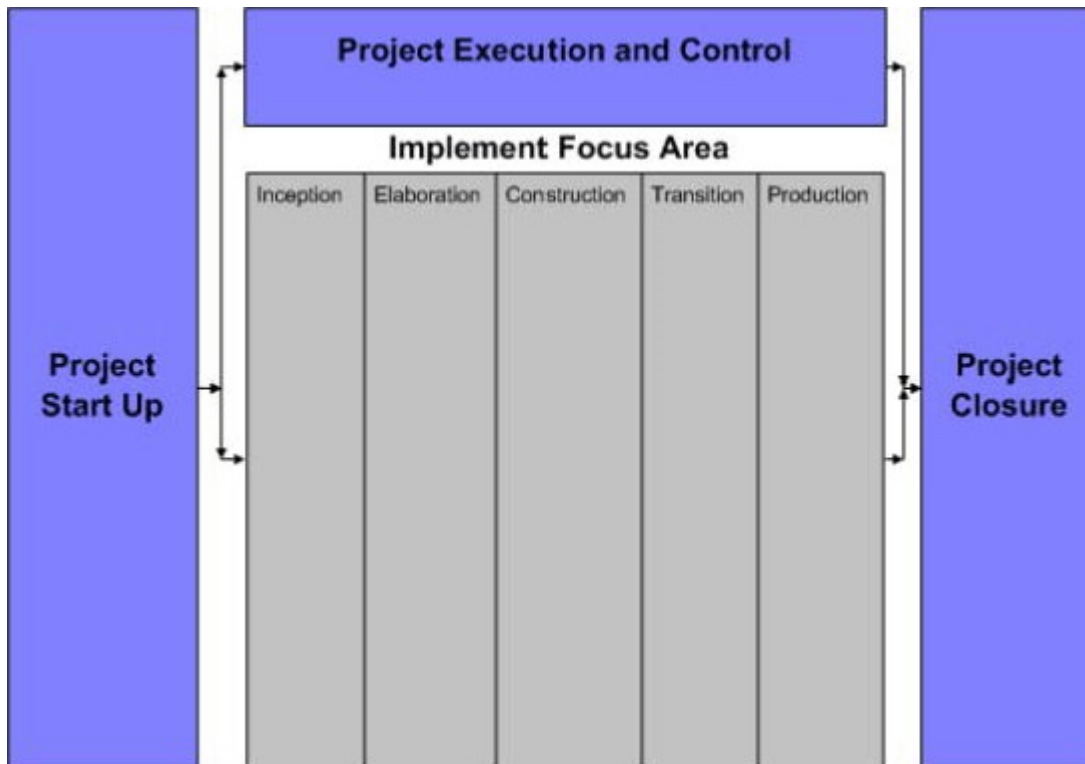 Project Execution and Control
Implement Focus Area
Inception
Elaboration
Construction
Transition
Production
Project
Start Up
Project
Closure